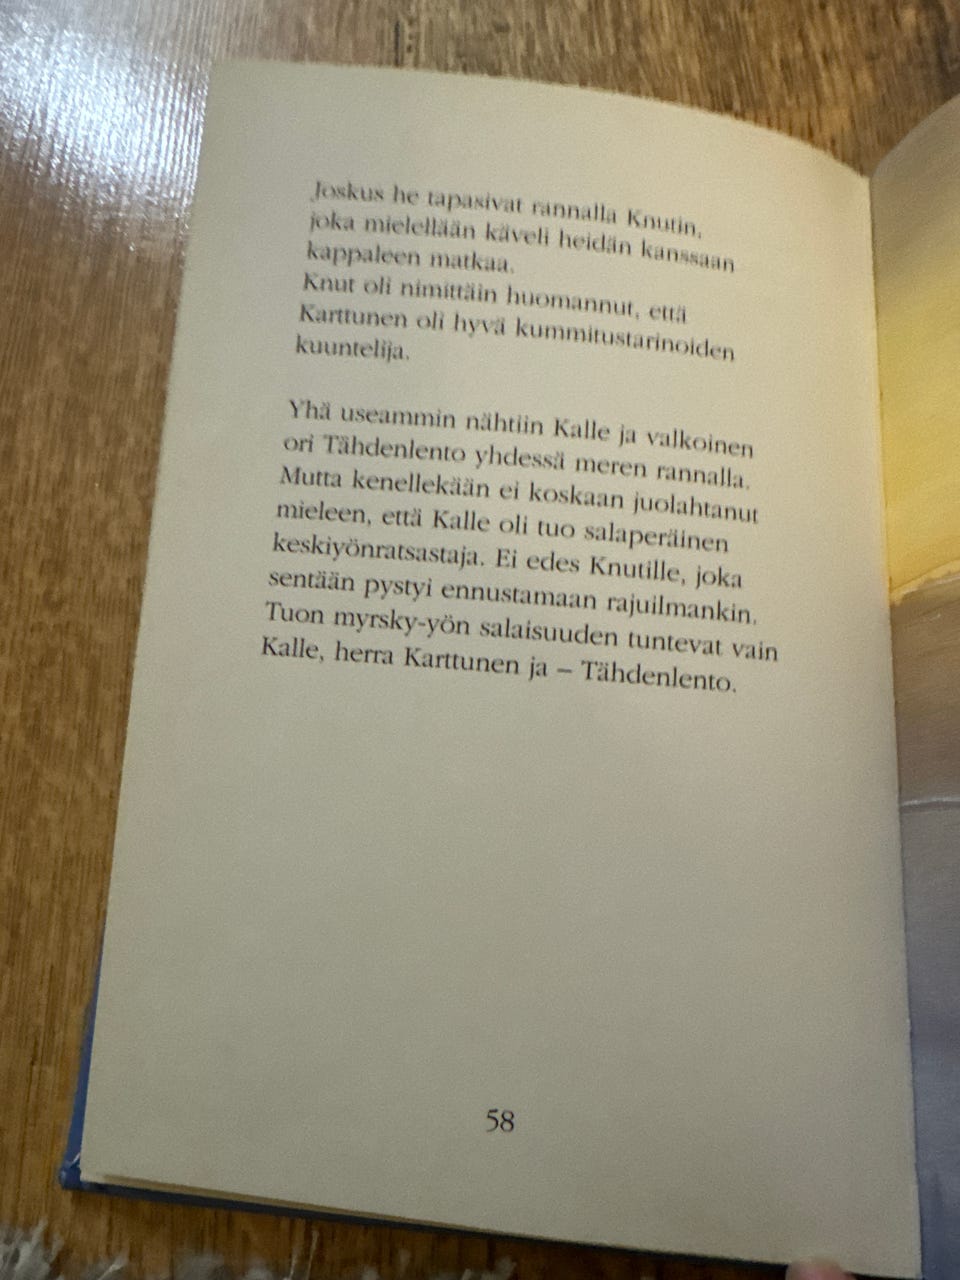 Joskus he tapasivat rannalla Knutin,
joka mielellään käveli heidän kanssaan
kappaleen matkaa.
Knut oli nimittäin huomannut, että
Karttunen oli hyvä kummitustarinoiden
kuuntelija.
Yhä useammin nähtiin Kalle ja valkoinen
ori Tähdenlento yhdessä meren rannalla.
Mutta kenellekään ei koskaan juolahtanut
mieleen, että Kalle oli tuo salaperäinen
keskiyönratsastaja. Ei edes Knutille, joka
sentään pystyi ennustamaan rajuilmankin.
Tuon myrsky-yön salaisuuden tuntevat vain
Kalle, herra Karttunen ja – Tähdenlento.
58